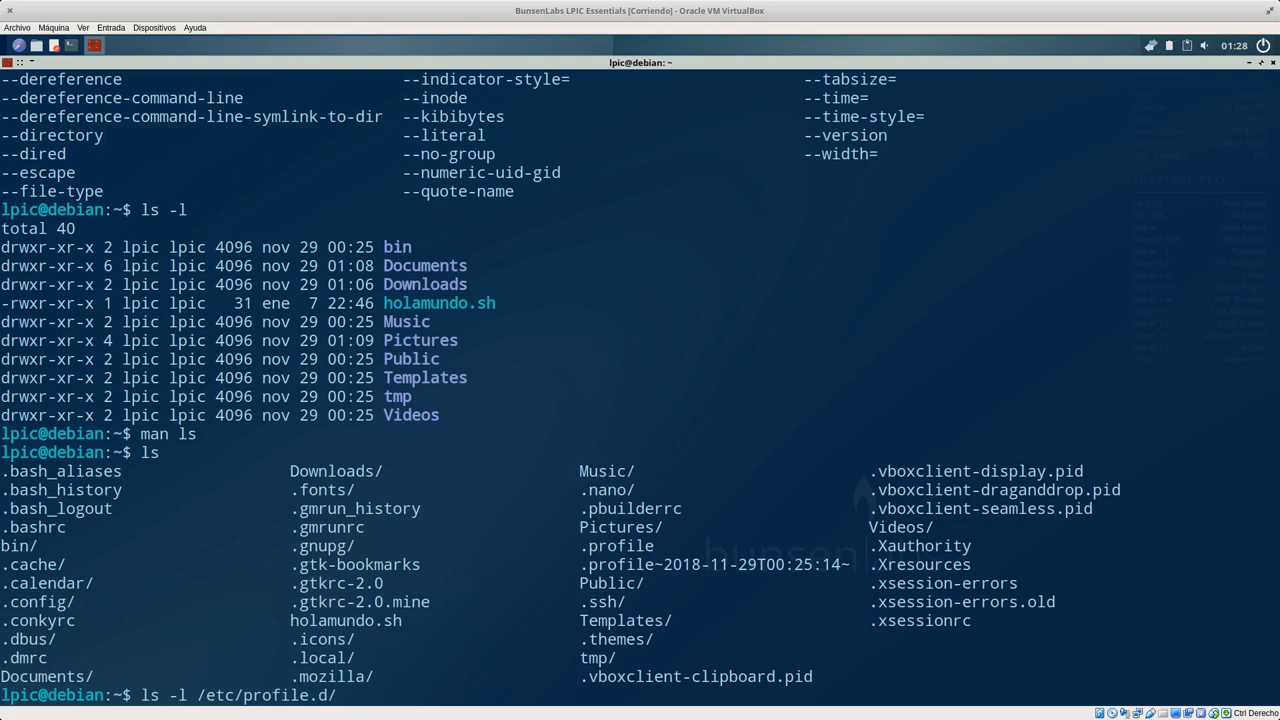 BunsenLabs LPIC Essentials [Corriendo] - Oracle VM VirtualBox
Archivo Máquina Ver Entrada Dispositivos Ayuda
01:28
lpic@debian: ~
--dereference --indicator-style= --tabsize=
--dereference-command-line --inode --time=
--dereference-command-line-symlink-to-dir --kibibytes --time-style=
--directory --literal --version
--dired --no-group --width=
--escape --numeric-uid-gid
--file-type --quote-name
lpic@debian:~$ ls -l
total 40
drwxr-xr-x 2 lpic lpic 4096 nov 29 00:25 bin
drwxr-xr-x 6 lpic lpic 4096 nov 29 01:08 Documents
drwxr-xr-x 2 lpic lpic 4096 nov 29 01:06 Downloads
-rwxr-xr-x 1 lpic lpic   31 ene  7 22:46 holamundo.sh
drwxr-xr-x 2 lpic lpic 4096 nov 29 00:25 Music
drwxr-xr-x 4 lpic lpic 4096 nov 29 01:09 Pictures
drwxr-xr-x 2 lpic lpic 4096 nov 29 00:25 Public
drwxr-xr-x 2 lpic lpic 4096 nov 29 00:25 Templates
drwxr-xr-x 2 lpic lpic 4096 nov 29 00:25 tmp
drwxr-xr-x 2 lpic lpic 4096 nov 29 00:25 Videos
lpic@debian:~$ man ls
lpic@debian:~$ ls
.bash_aliases Downloads/ Music/ .vboxclient-display.pid
.bash_history .fonts/ .nano/ .vboxclient-draganddrop.pid
.bash_logout .gmrun_history .pbuilderrc .vboxclient-seamless.pid
.bashrc .gmrunrc Pictures/ Videos/
bin/ .gnupg/ .profile .Xauthority
.cache/ .gtk-bookmarks .profile~2018-11-29T00:25:14~ .Xresources
.calendar/ .gtkrc-2.0 Public/ .xsession-errors
.config/ .gtkrc-2.0.mine .ssh/ .xsession-errors.old
.conkyrc holamundo.sh Templates/ .xsessionrc
.dbus/ .icons/ .themes/
.dmrc .local/ tmp/
Documents/ .mozilla/ .vboxclient-clipboard.pid
lpic@debian:~$ ls -l /etc/profile.d/
Ctrl Derecho